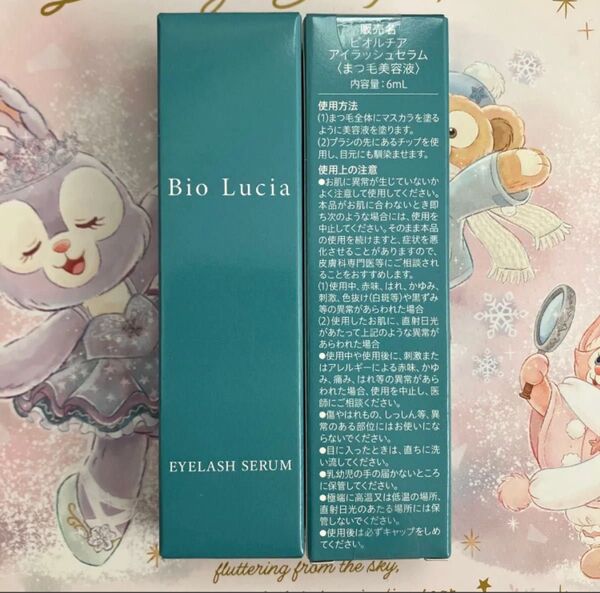 Bio Lucia
EYELASH SERUM
販売名
ビオルチア
アイラッシュセラム
〈まつ毛美容液〉
内容量：6mL
使用方法
(1)まつ毛全体にマスカラを塗る
ように美容液を塗ります。
(2)ブラシの先にあるチップを使
用し、目元にも馴染ませます。
使用上の注意
●お肌に異常が生じていないか
よく注意して使用してください。
本品がお肌に合わないとき即
ち次のような場合には、使用を
中止してください。そのまま本品
の使用を続けますと、症状を悪
化させることがありますので、
皮膚科専門医等にご相談され
ることをおすすめします。
(1)使用中、赤味、はれ、かゆみ、
刺激、色抜け(白斑等)や黒ずみ
等の異常があらわれた場合
(2)使用したお肌に、直射日光
があたって上記のような異常が
あらわれた場合
●使用中や使用後に、刺激また
はアレルギーによる赤味、かゆ
み、痛み、はれ等の異常があら
われた場合、使用を中止し、医
師にご相談ください。
●傷やはれもの、しっしん等、異
常のある部位にはお使いにな
らないでください。
●目に入ったときは、直ちに洗
い流してください。
●乳幼児の手の届かないところ
に保管してください。
●極端に高温又は低温の場所、
直射日光のあたる場所には保
管しないでください。
●使用後は必ずキャップをしめ
てください。
fluttering from the sky,